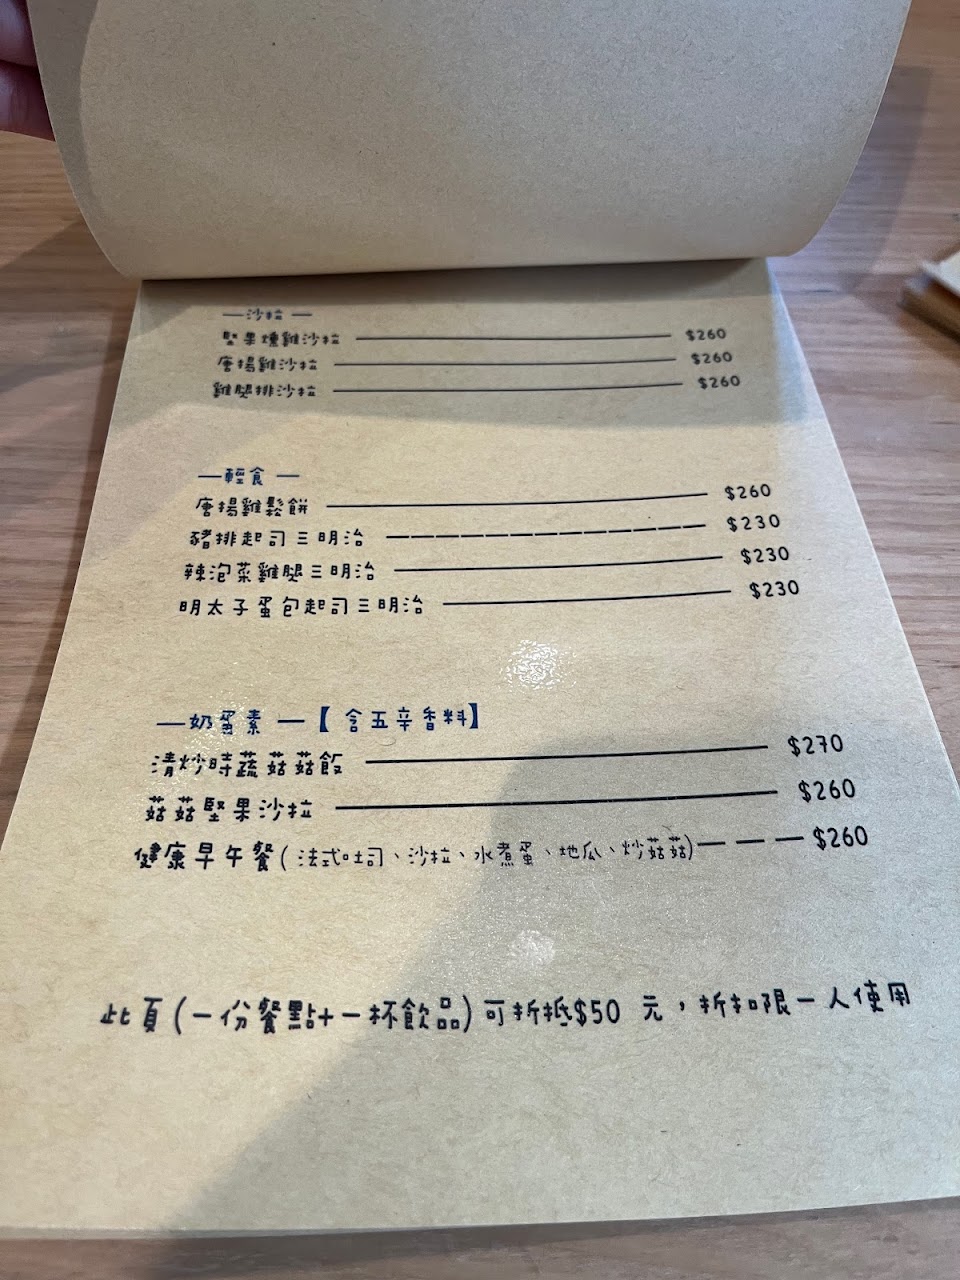 —沙拉—
堅果燻雞沙拉 $260
唐揚雞沙拉 $260
雞腿排沙拉 $260
—輕食—
唐揚雞鬆餅 $260
豬排起司三明治 $230
辣泡菜雞腿三明治 $230
明太子蛋包起司三明治 $230
—奶蛋素—【含五辛香料】
清炒時蔬菇菇飯 $270
菇菇堅果沙拉 $260
健康早午餐(法式吐司、沙拉、水煮蛋、地瓜、炒菇菇) $260
此頁(一份餐點+一杯飲品)可折抵$50 元，折扣限一人使用